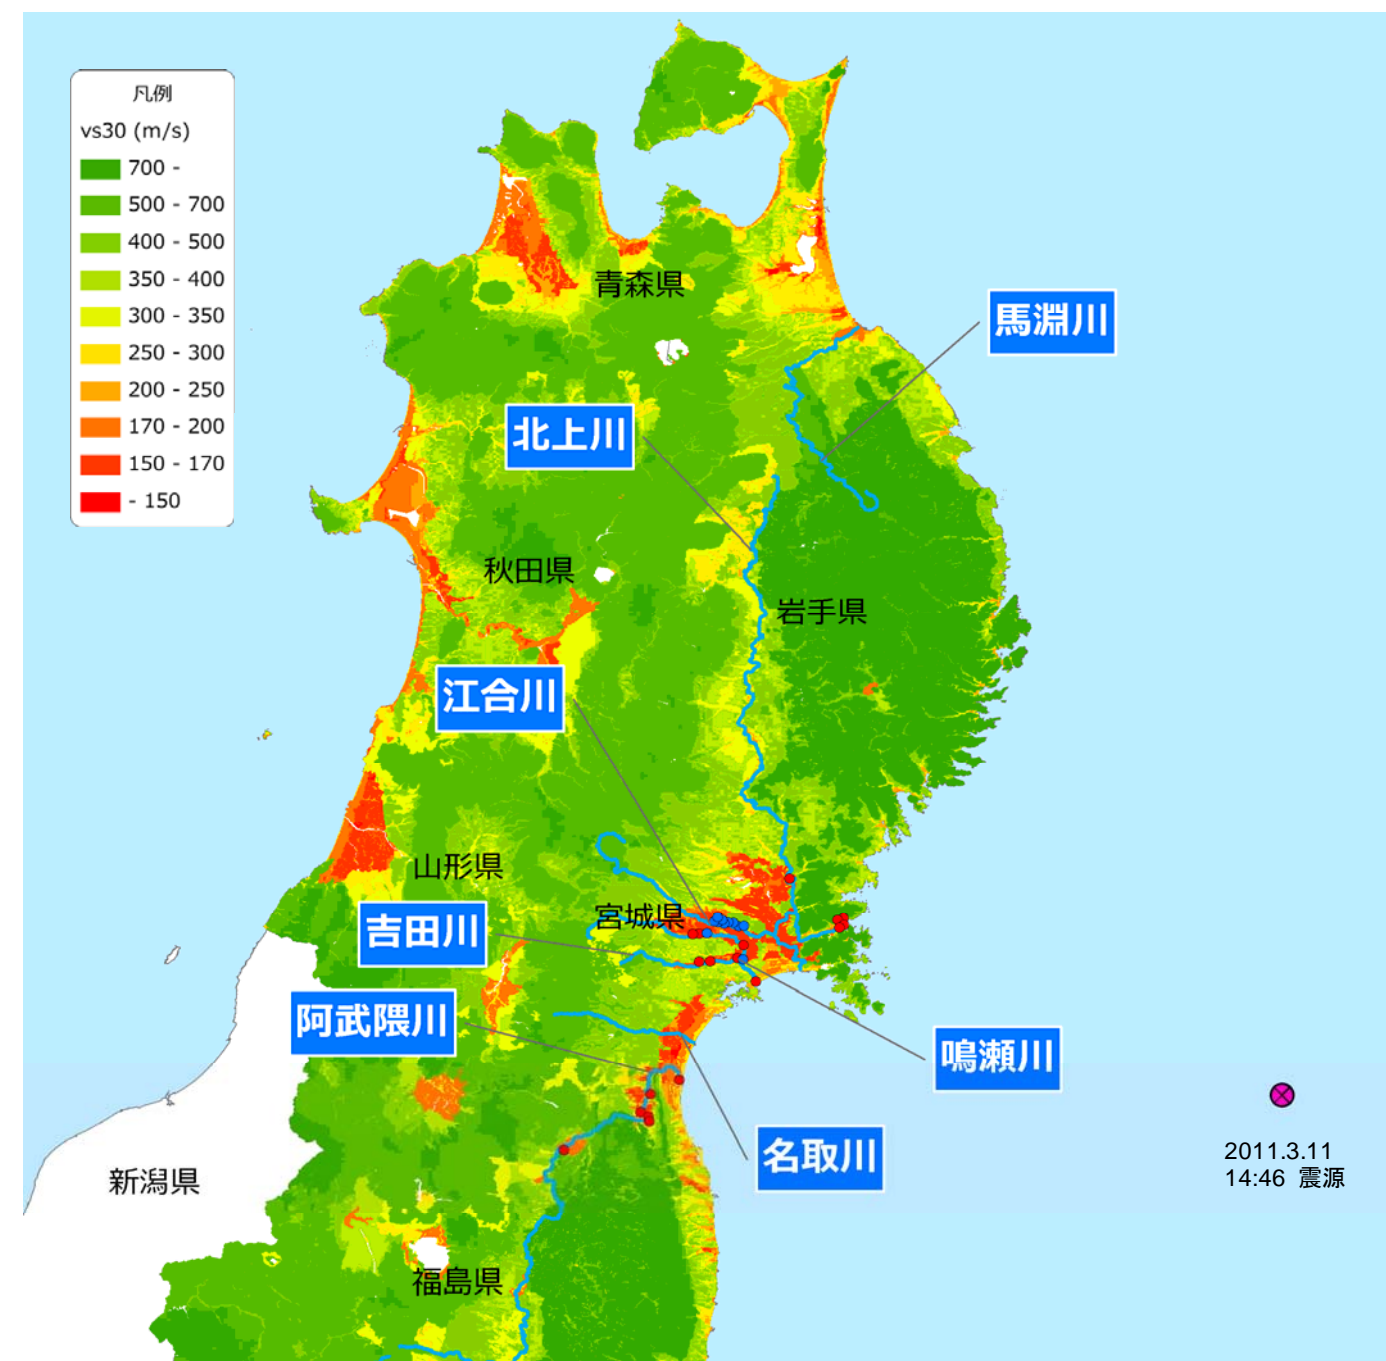 凡例
vs30 (m/s)
700 -
500 - 700
400 - 500
350 - 400
300 - 350
250 - 300
200 - 250
170 - 200
150 - 170
- 150
青森県
馬淵川
北上川
秋田県
岩手県
江合川
山形県
宮城県
吉田川
阿武隈川
鳴瀬川
名取川
2011.3.11
14:46 震源
新潟県
福島県